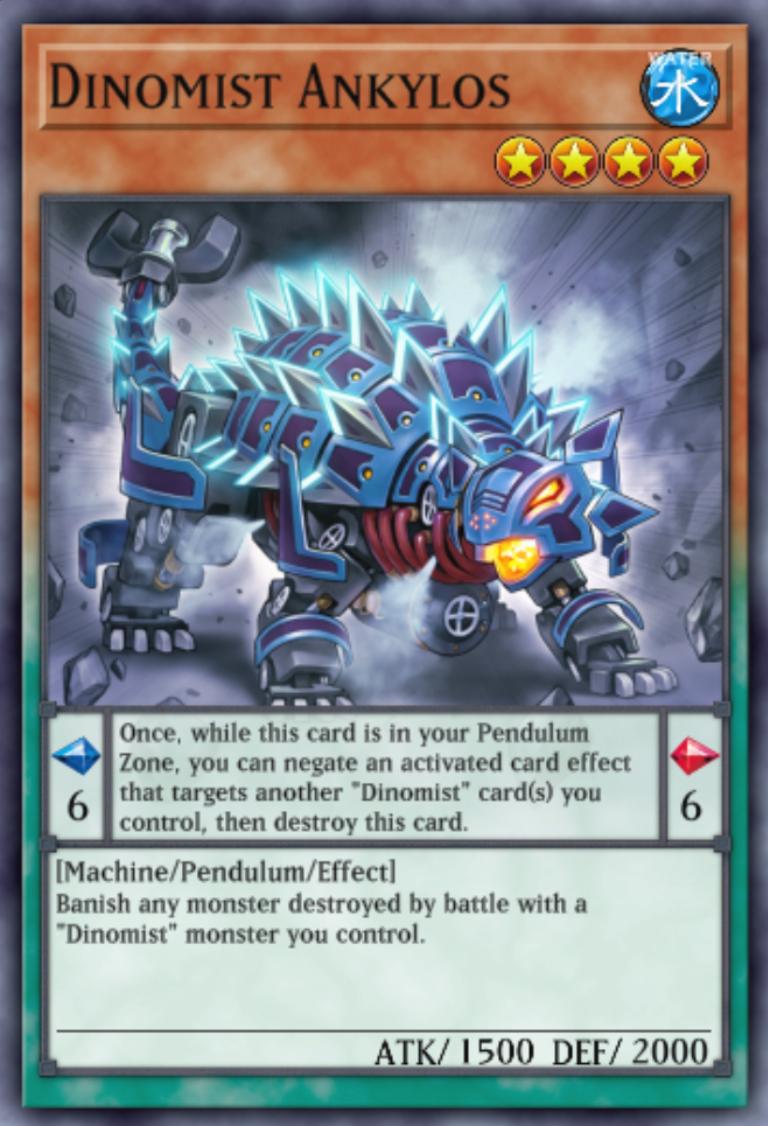 Dinomist Ankylos
WATER
水
6
Once, while this card is in your Pendulum
Zone, you can negate an activated card effect
that targets another "Dinomist" card(s) you
control, then destroy this card.
6
[Machine/Pendulum/Effect]
Banish any monster destroyed by battle with a
"Dinomist" monster you control.
ATK/ 1500 DEF/ 2000